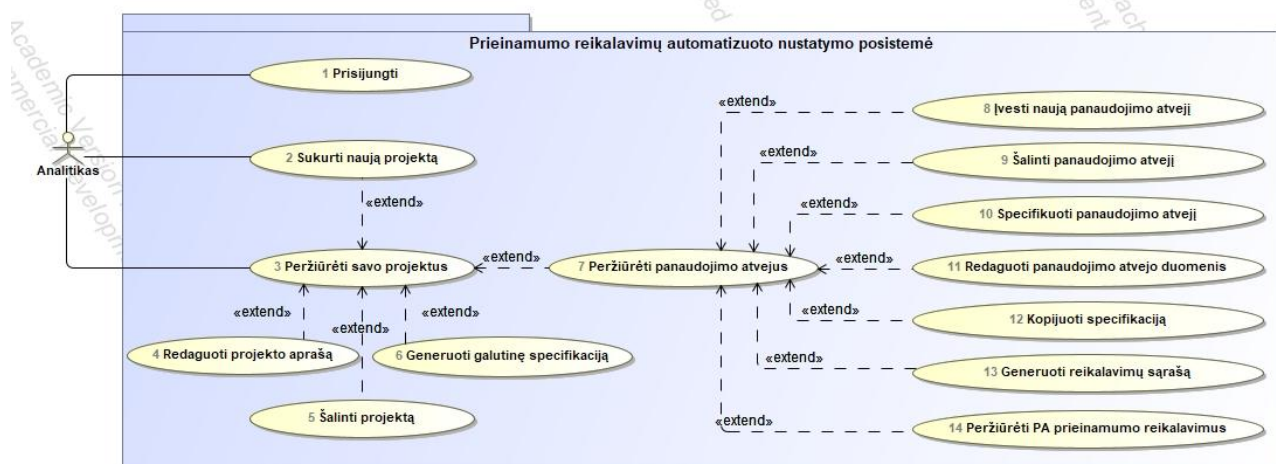 Prieinamumo reikalavimų automatizuoto nustatymo posistemė
Academic Version
Developm
Analitikas
1 Prisijungti
2 Sukurti naują projektą
«extend»
3 Peržiūrėti savo projektus
«extend»
«extend»
«extend»
4 Redaguoti projekto aprašą
6 Generuoti galutinę specifikaciją
5 Šalinti projektą
«extend»
7 Peržiūrėti panaudojimo atvejus
«extend»
8 Įvesti naują panaudojimo atvejį
«extend»
9 Šalinti panaudojimo atvejį
«extend»
10 Specifikuoti panaudojimo atvejį
«extend»
11 Redaguoti panaudojimo atvejo duomenis
«extend»
12 Kopijuoti specifikaciją
«extend»
13 Generuoti reikalavimų sąrašą
«extend»
14 Peržiūrėti PA prieinamumo reikalavimus